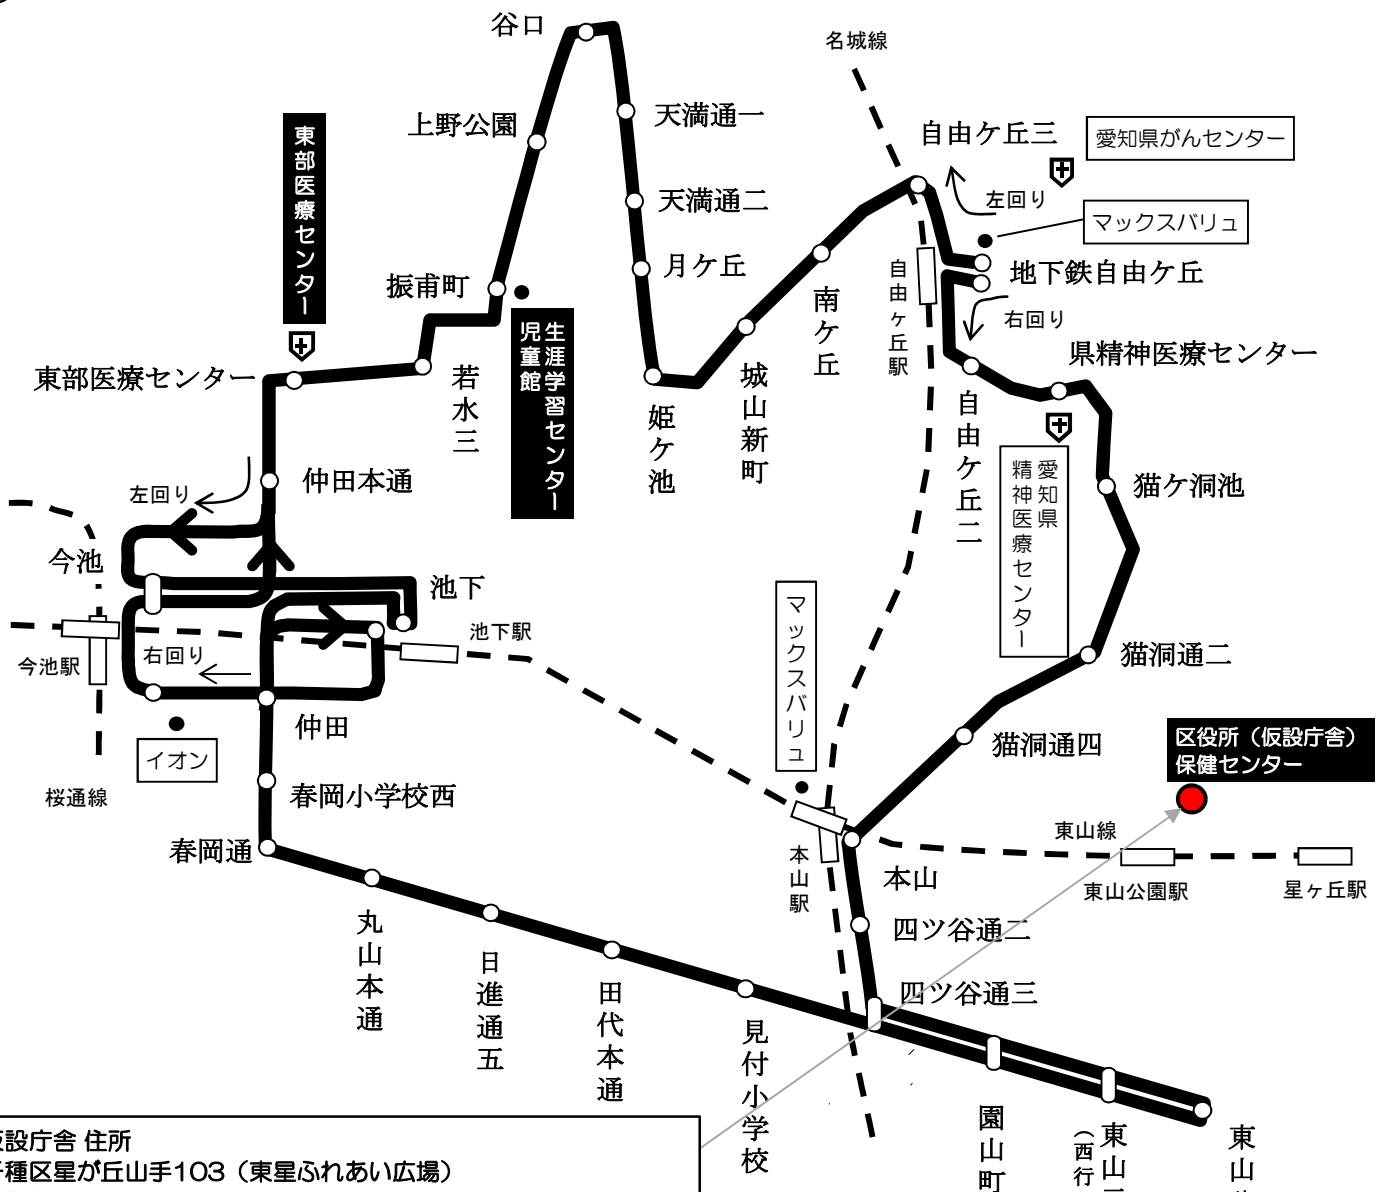 谷口
名城線
上野公園
天満通一
自由ケ丘三
愛知県がんセンター
東部医療センター
天満通二
左回り
マックスバリュ
月ケ丘
振甫町
南ケ丘
自由ヶ丘駅
地下鉄自由ケ丘
右回り
生涯学習センター
児童館
県精神医療センター
東部医療センター
若水三
姫ケ池
城山新町
自由ケ丘二
愛知県
精神医療センター
仲田本通
左回り
猫ケ洞池
今池
池下
池下駅
マックスバリュ
今池駅
右回り
猫洞通二
仲田
イオン
猫洞通四
区役所（仮設庁舎）
保健センター
桜通線
春岡小学校西
春岡通
本山駅
本山
東山線
東山公園駅
星ヶ丘駅
丸山本通
日進通五
田代本通
見付小学校
四ツ谷通二
四ツ谷通三
園山町
（西行
東山
東山
設庁舎 住所
種区星が丘山手103（東星ふれあい広場）